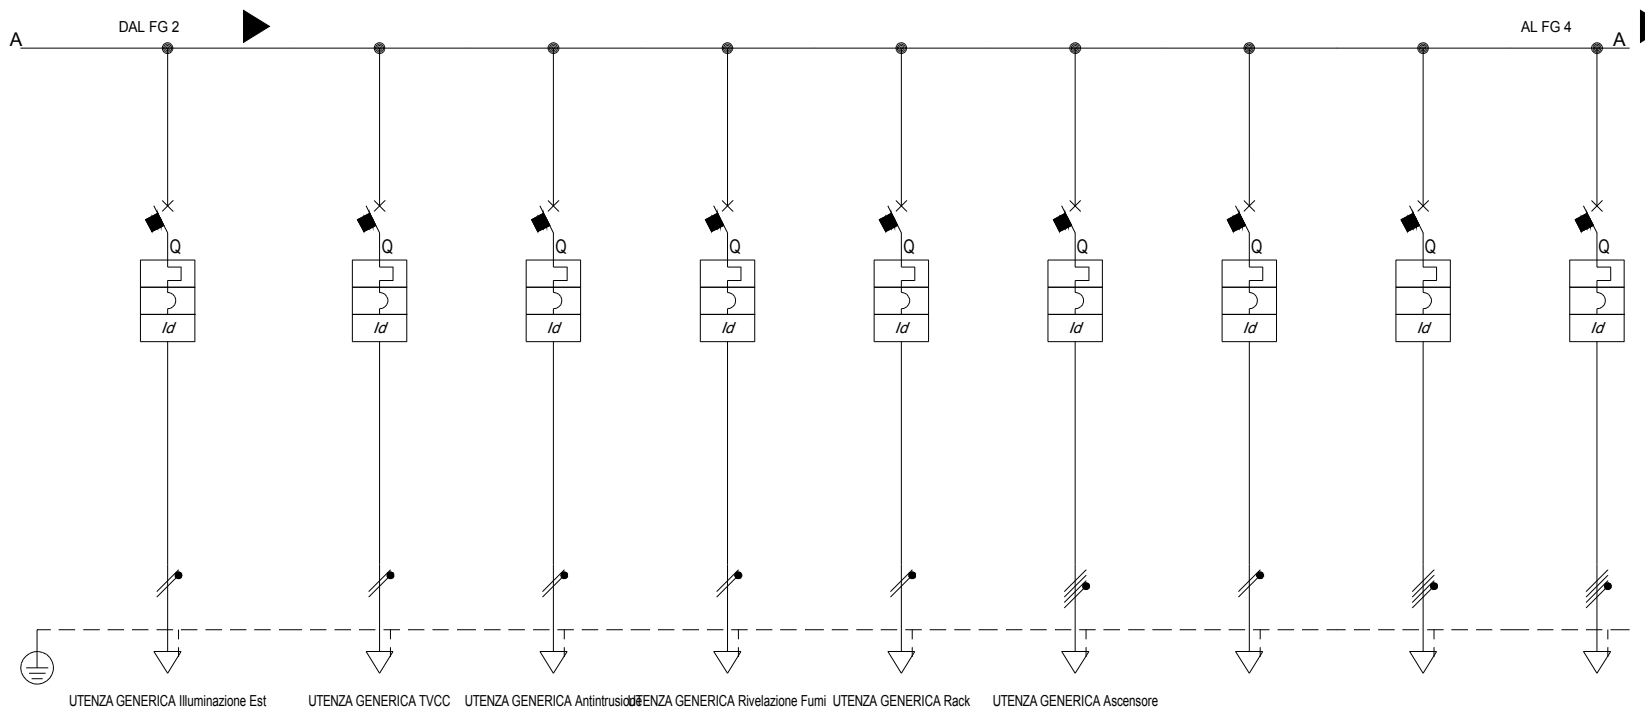 DAL FG 2
AL FG 4
A
A
Q Q Q Q Q Q Q Q Q
Id Id Id Id Id Id Id Id Id
UTENZA GENERICA Illuminazione Est
UTENZA GENERICA TVCC
UTENZA GENERICA Antintrusione
UTENZA GENERICA Rivelazione Fumi
UTENZA GENERICA Rack
UTENZA GENERICA Ascensore